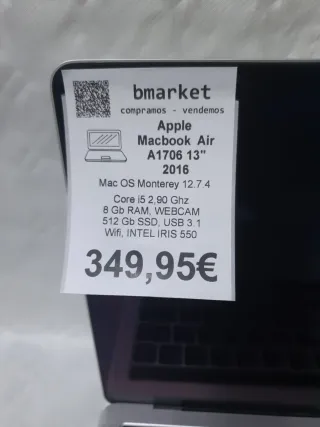 bmarket
compramos - vendemos
Apple
Macbook Air
A1706 13"
2016
Mac OS Monterey 12.7.4
Core i5 2,90 Ghz
8 Gb RAM, WEBCAM
512 Gb SSD, USB 3.1
Wifi, INTEL IRIS 550
349,95€